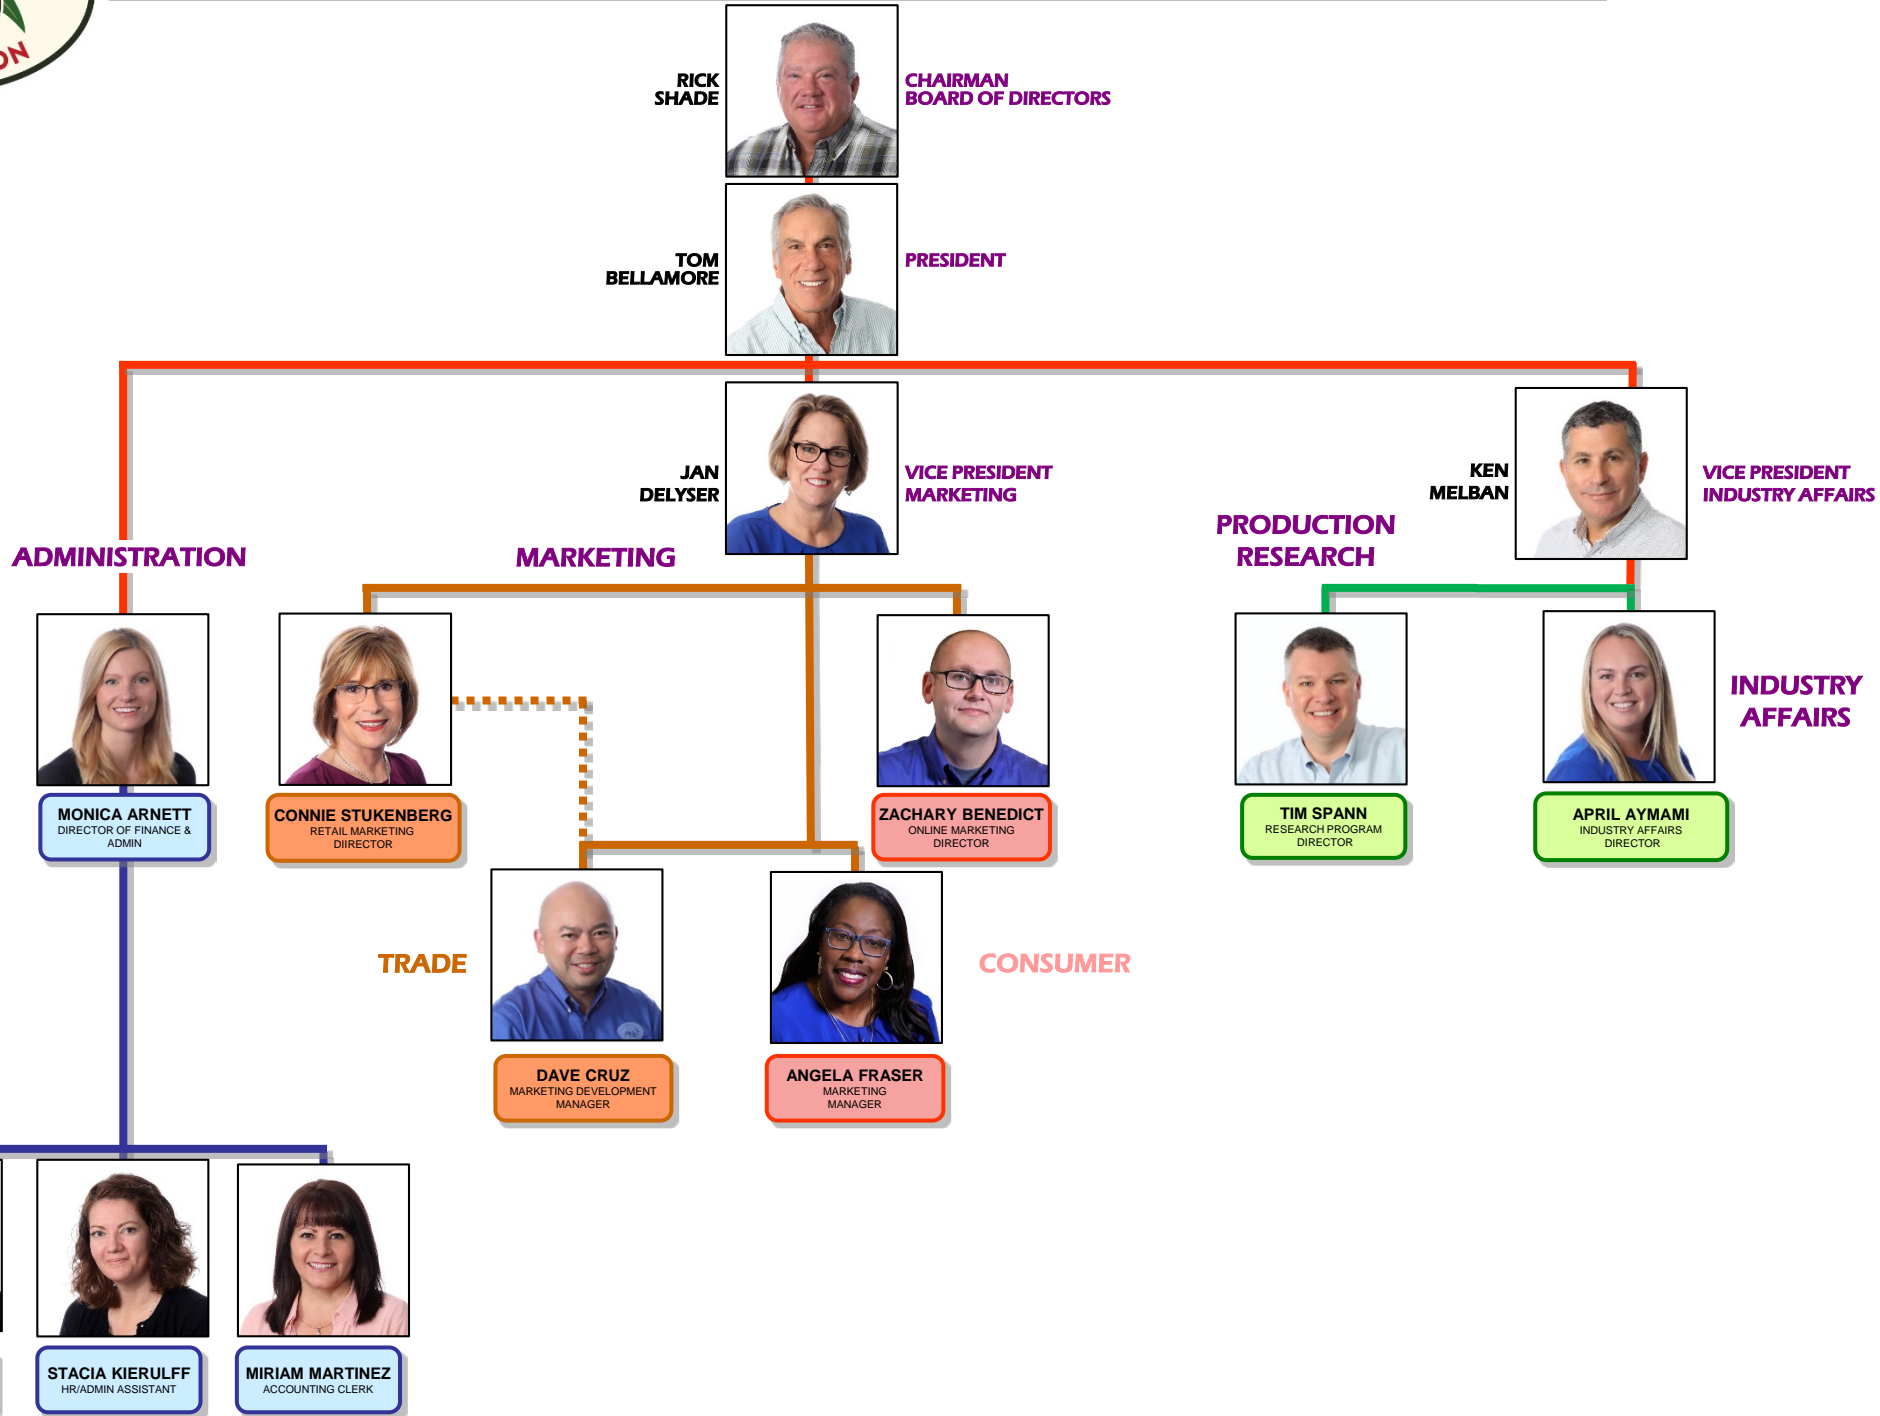 ON
RICK
SHADE
CHAIRMAN
BOARD OF DIRECTORS
TOM
BELLAMORE
PRESIDENT
JAN
DELYSER
VICE PRESIDENT
MARKETING
KEN
MELBAN
VICE PRESIDENT
INDUSTRY AFFAIRS
ADMINISTRATION
MARKETING
PRODUCTION
RESEARCH
INDUSTRY
AFFAIRS
MONICA ARNETT
DIRECTOR OF FINANCE &
ADMIN
CONNIE STUKENBERG
RETAIL MARKETING
DIIRECTOR
ZACHARY BENEDICT
ONLINE MARKETING
DIRECTOR
TIM SPANN
RESEARCH PROGRAM
DIRECTOR
APRIL AYMAMI
INDUSTRY AFFAIRS
DIRECTOR
TRADE
CONSUMER
DAVE CRUZ
MARKETING DEVELOPMENT
MANAGER
ANGELA FRASER
MARKETING
MANAGER
STACIA KIERULFF
HR/ADMIN ASSISTANT
MIRIAM MARTINEZ
ACCOUNTING CLERK